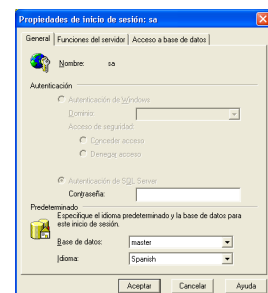 Propiedades de inicio de sesión: sa
General Funciones del servidor Acceso a base de datos
Nombre: sa
Autenticación
Autenticación de Windows
Dominio:
Acceso de seguridad:
Conceder acceso
Denegar acceso
Autenticación de SQL Server
Contraseña:
Predeterminado
Especifique el idioma predeterminado y la base de datos para
este inicio de sesión.
Base de datos: master
Idioma: Spanish
Aceptar Cancelar Ayuda